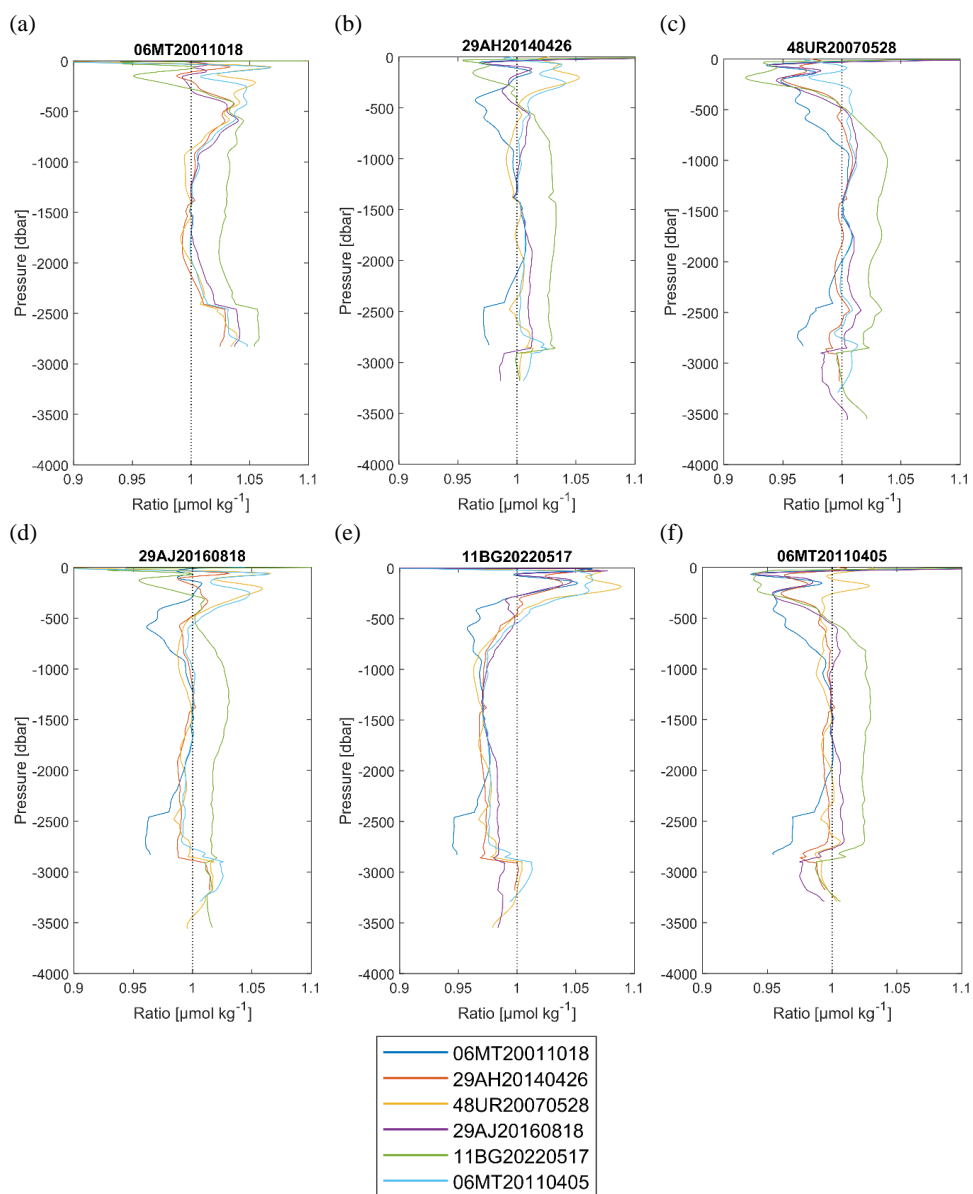 (a)
06MT20011018
0
-500
-1000
-1500
-2000
-2500
-3000
-3500
-4000
Pressure [dbar]
0.9 0.95 1 1.05 1.1
Ratio [µmol kg⁻¹]
(b)
29AH20140426
0
-500
-1000
-1500
-2000
-2500
-3000
-3500
-4000
Pressure [dbar]
0.9 0.95 1 1.05 1.1
Ratio [µmol kg⁻¹]
(c)
48UR20070528
0
-500
-1000
-1500
-2000
-2500
-3000
-3500
-4000
Pressure [dbar]
0.9 0.95 1 1.05 1.1
Ratio [µmol kg⁻¹]
(d)
29AJ20160818
0
-500
-1000
-1500
-2000
-2500
-3000
-3500
-4000
Pressure [dbar]
0.9 0.95 1 1.05 1.1
Ratio [µmol kg⁻¹]
(e)
11BG20220517
0
-500
-1000
-1500
-2000
-2500
-3000
-3500
-4000
Pressure [dbar]
0.9 0.95 1 1.05 1.1
Ratio [µmol kg⁻¹]
(f)
06MT20110405
0
-500
-1000
-1500
-2000
-2500
-3000
-3500
-4000
Pressure [dbar]
0.9 0.95 1 1.05 1.1
Ratio [µmol kg⁻¹]
06MT20011018
29AH20140426
48UR20070528
29AJ20160818
11BG20220517
06MT20110405